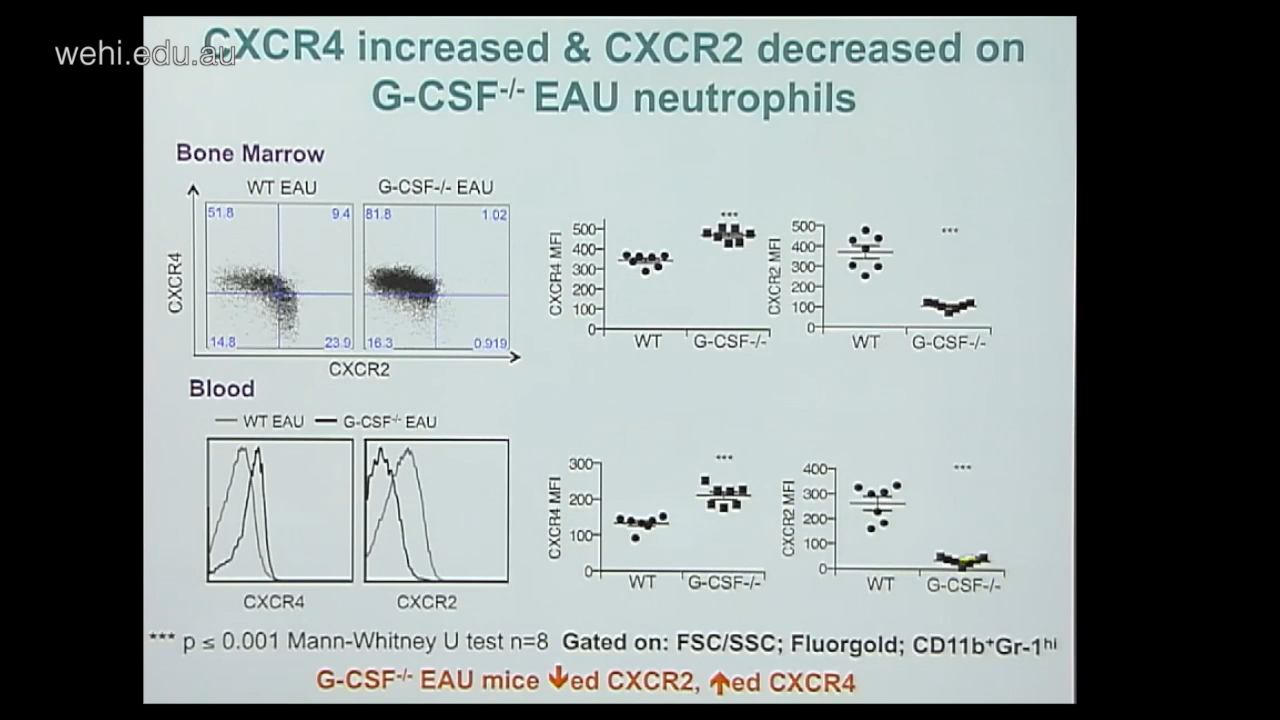 wehi.edu.au
CXCR4 increased & CXCR2 decreased on
G-CSF-/- EAU neutrophils
Bone Marrow
WT EAU
G-CSF-/- EAU
51.8
9.4
81.8
1.02
CXCR4
14.8
23.9
16.3
0.919
CXCR2
***
CXCR4 MFI
500
400
300
200
100
0
WT
G-CSF-/-
***
CXCR2 MFI
500
400
300
200
100
0
WT
G-CSF-/-
Blood
WT EAU
G-CSF-/- EAU
CXCR4
CXCR2
***
CXCR4 MFI
300
200
100
0
WT
G-CSF-/-
***
CXCR2 MFI
400
300
200
100
0
WT
G-CSF-/-
*** p ≤ 0.001 Mann-Whitney U test n=8 Gated on: FSC/SSC; Fluorgold; CD11b+Gr-1hi
G-CSF-/- EAU mice ↓ed CXCR2, ↑ed CXCR4